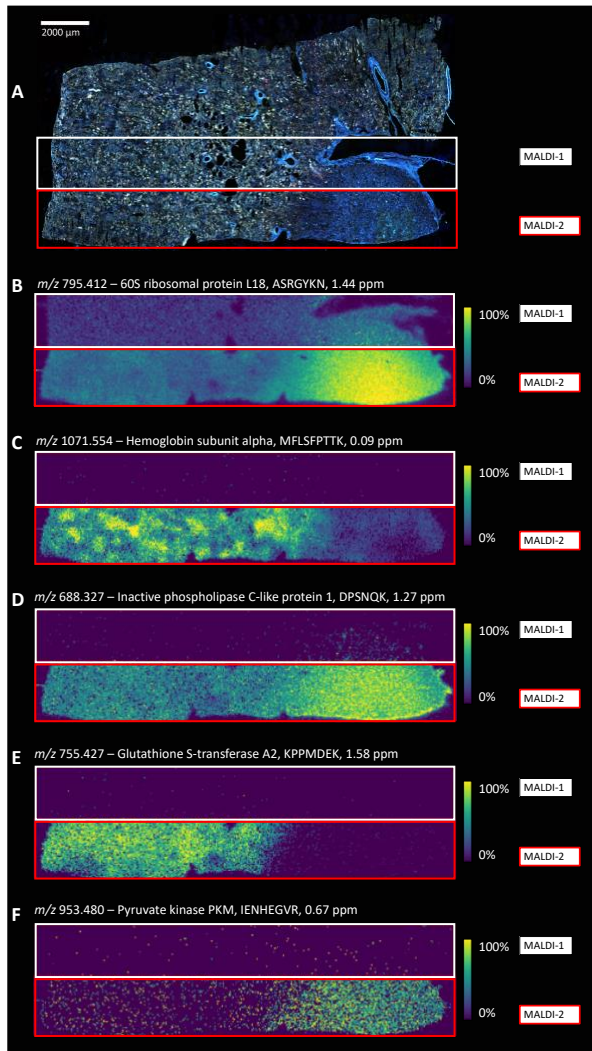 2000 µm
A
MALDI-1
MALDI-2
B m/z 795.412 – 60S ribosomal protein L18, ASRGYKN, 1.44 ppm
100%
0%
MALDI-1
MALDI-2
C m/z 1071.554 – Hemoglobin subunit alpha, MFLSFPTTK, 0.09 ppm
100%
0%
MALDI-1
MALDI-2
D m/z 688.327 – Inactive phospholipase C-like protein 1, DPSNQK, 1.27 ppm
100%
0%
MALDI-1
MALDI-2
E m/z 755.427 – Glutathione S-transferase A2, KPPMDEK, 1.58 ppm
100%
0%
MALDI-1
MALDI-2
F m/z 953.480 – Pyruvate kinase PKM, IENHEGVR, 0.67 ppm
100%
0%
MALDI-1
MALDI-2